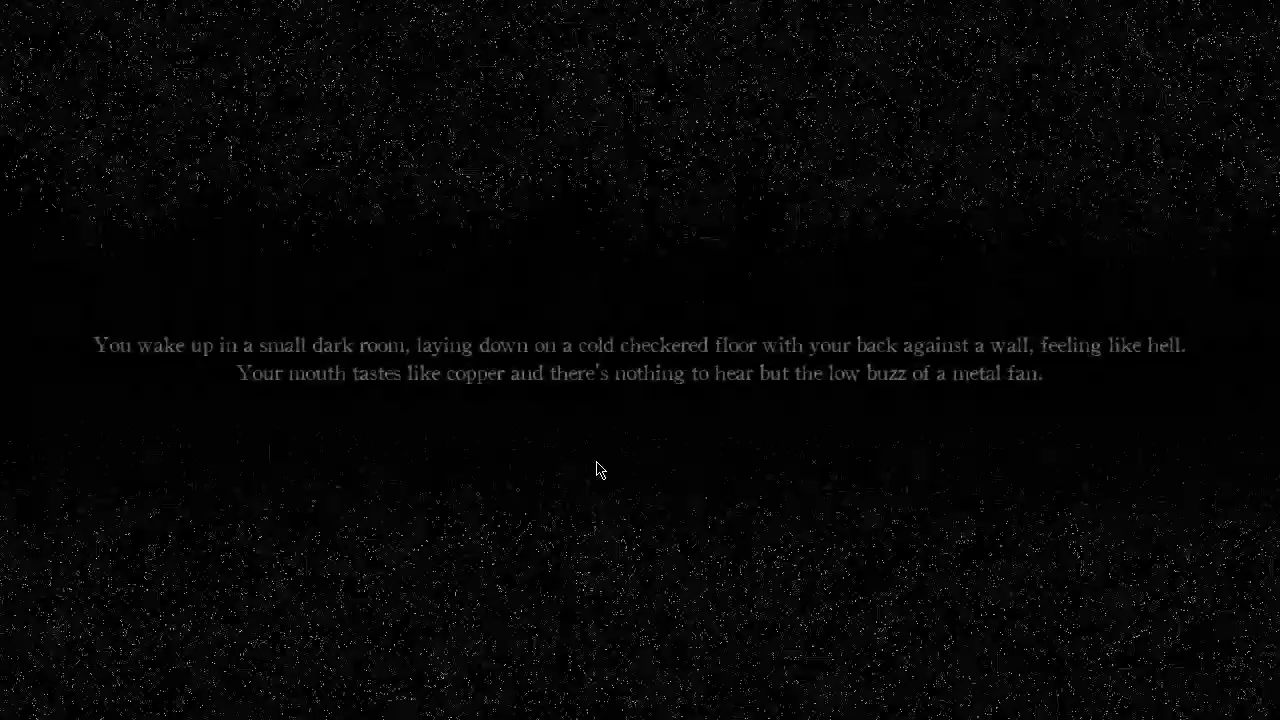 You wake up in a small dark room, laying down on a cold checkered floor with your back against a wall, feeling like hell.
Your mouth tastes like copper and there's nothing to hear but the low buzz of a metal fan.